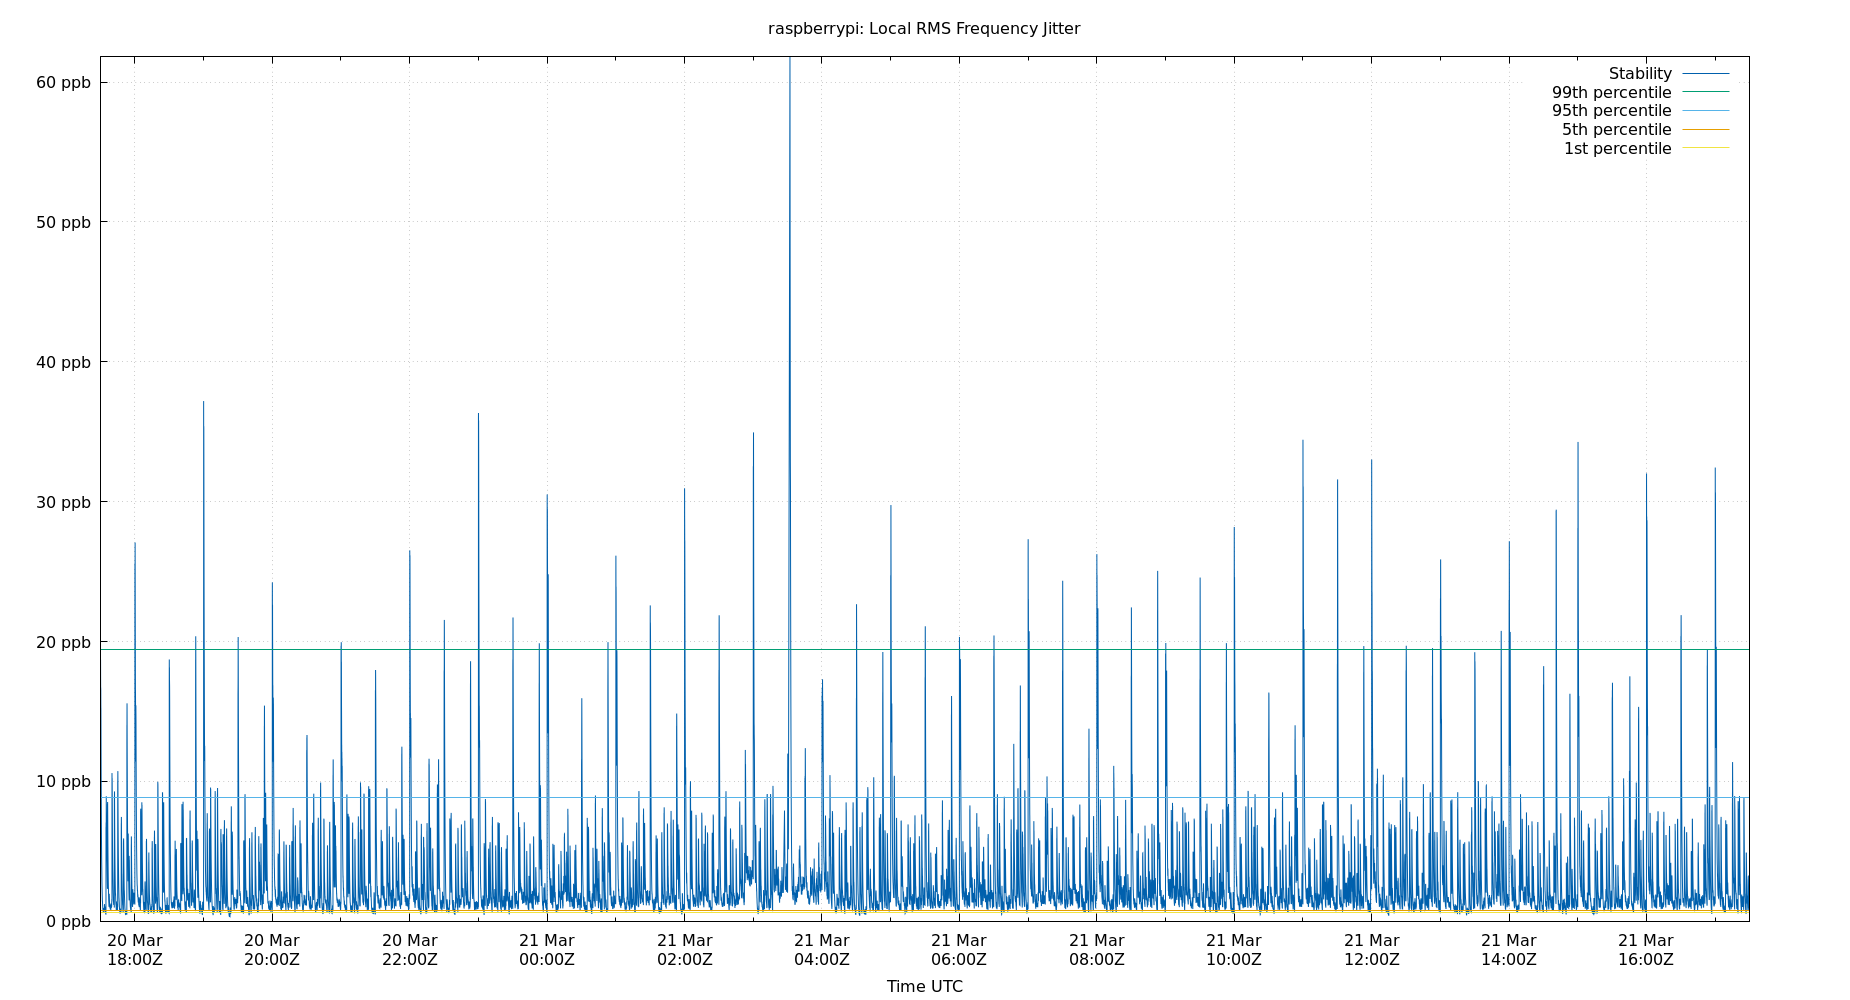 raspberrypi: Local RMS Frequency Jitter
Stability
99th percentile
95th percentile
5th percentile
1st percentile
60 ppb
50 ppb
40 ppb
30 ppb
20 ppb
10 ppb
0 ppb
20 Mar 20 Mar 20 Mar 21 Mar 21 Mar 21 Mar 21 Mar 21 Mar 21 Mar 21 Mar 21 Mar 21 Mar
18:00Z 20:00Z 22:00Z 00:00Z 02:00Z 04:00Z 06:00Z 08:00Z 10:00Z 12:00Z 14:00Z 16:00Z
Time UTC